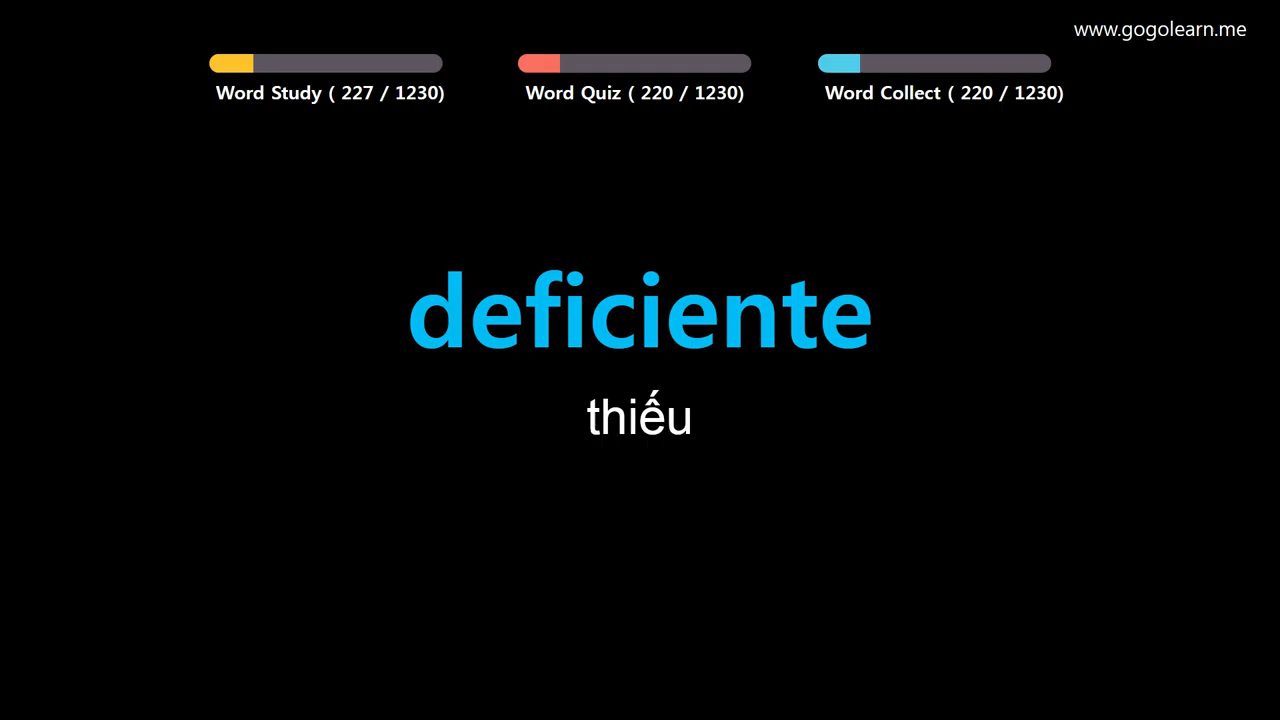 www.gogolearn.me
Word Study ( 227 / 1230)
Word Quiz ( 220 / 1230)
Word Collect ( 220 / 1230)
deficiente
thiếu